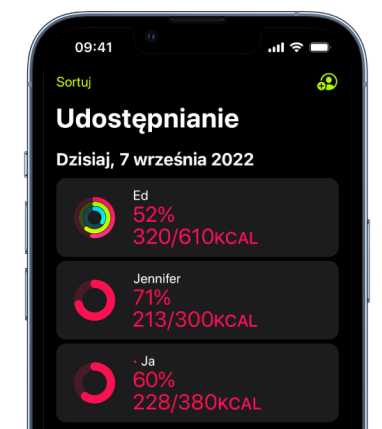 09:41
Sortuj
Udostępnianie
Dzisiaj, 7 września 2022
Ed
52%
320/610KCAL
Jennifer
71%
213/300KCAL
• Ja
60%
228/380KCAL